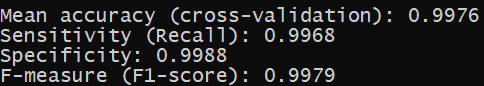 Mean accuracy (cross-validation): 0.9976
Sensitivity (Recall): 0.9968
Specificity: 0.9988
F-measure (F1-score): 0.9979